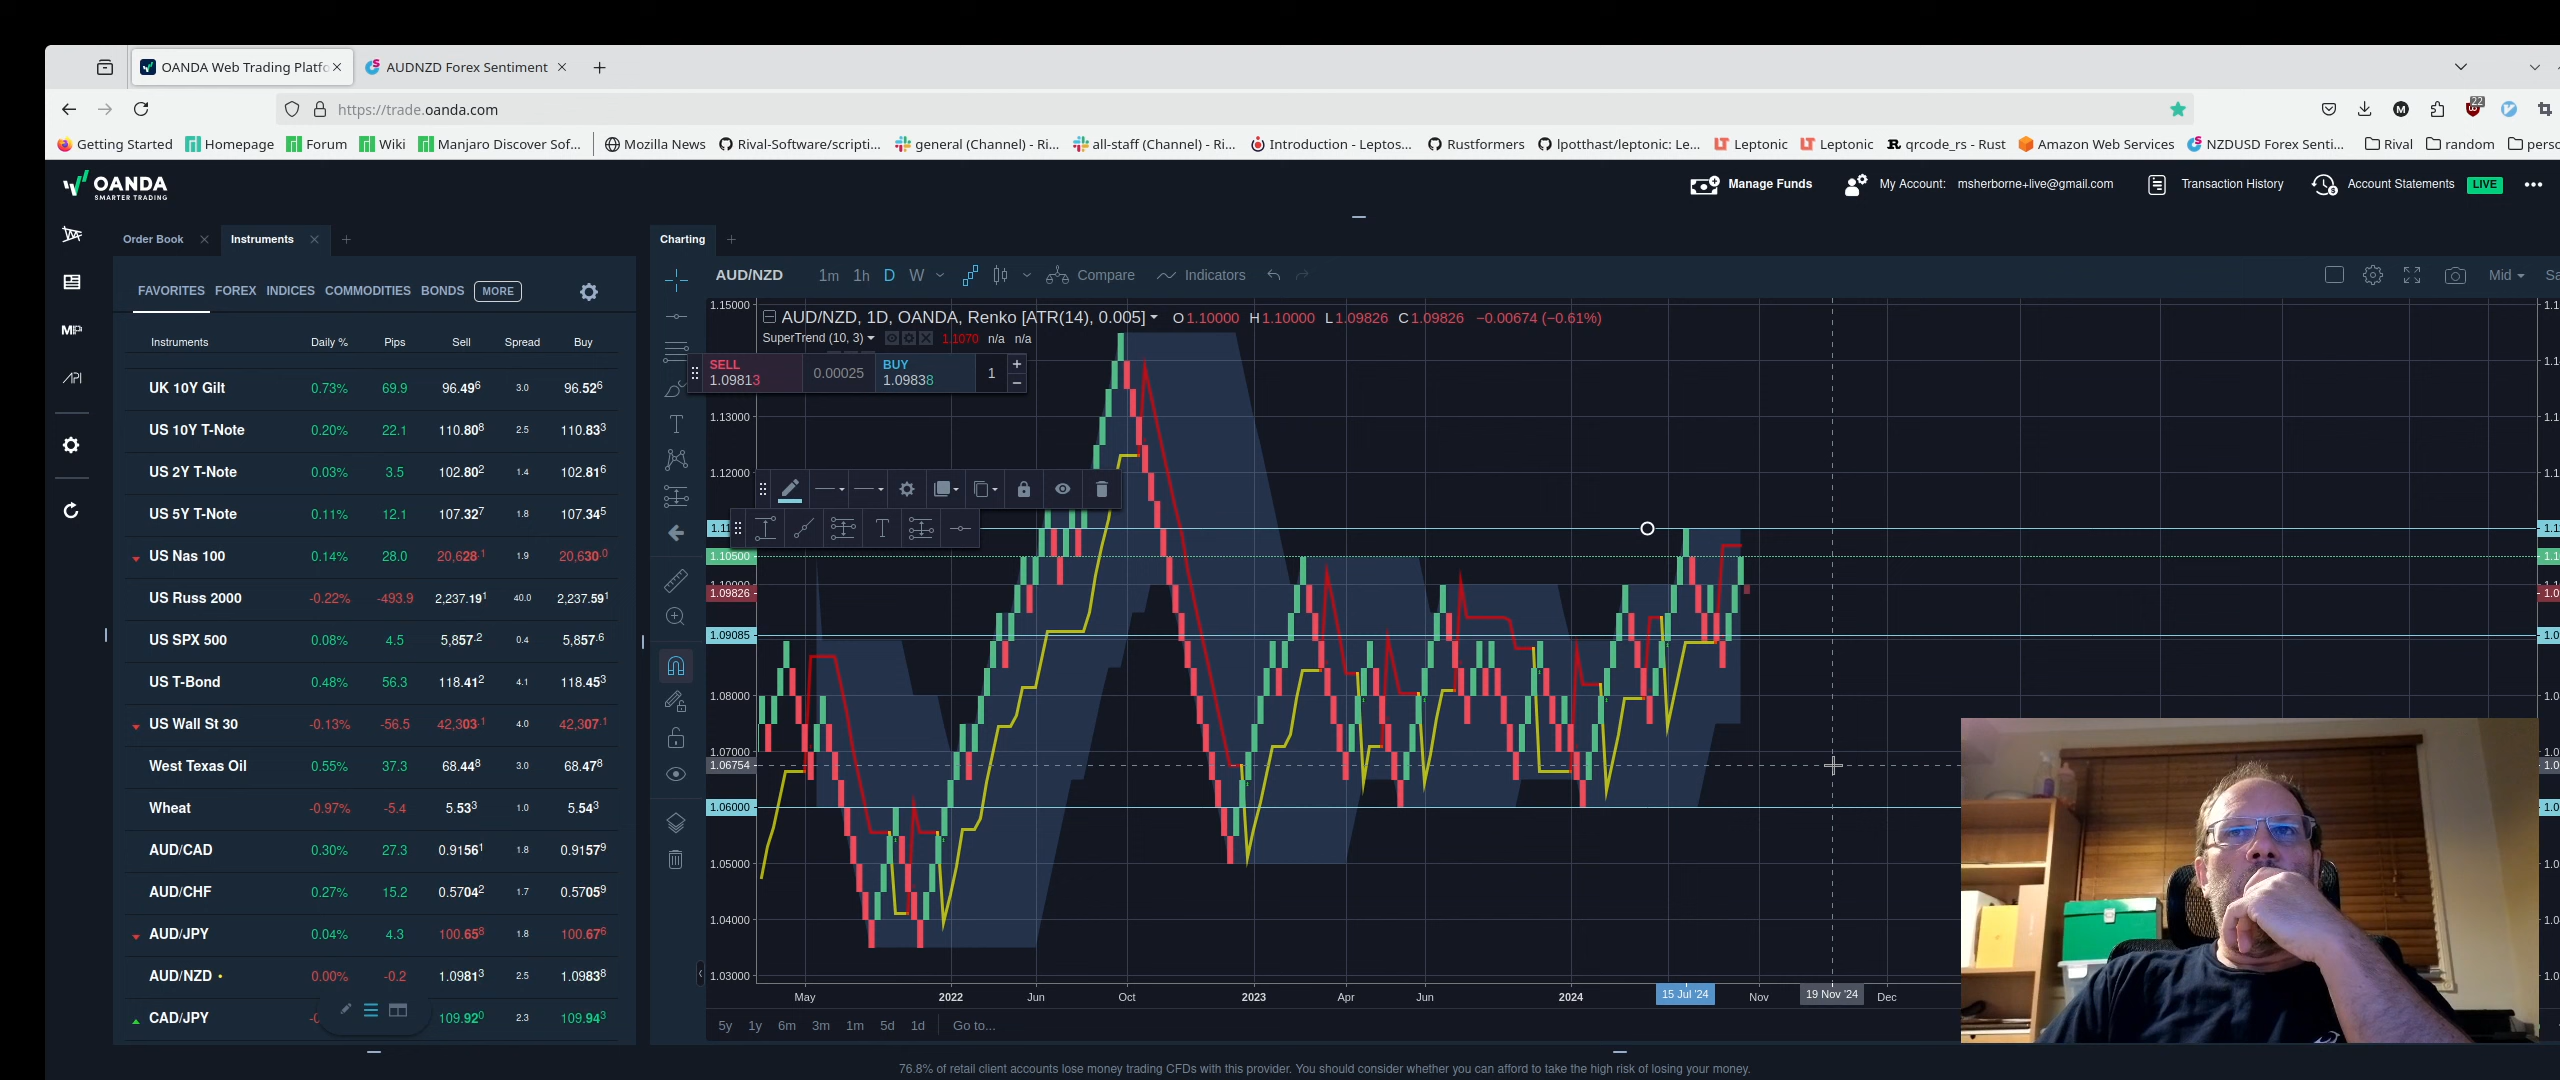 OANDA Web Trading Platfo
AUDNZD Forex Sentiment
https://trade.oanda.com
22
Getting Started Homepage Forum Wiki Manjaro Discover Sof... Mozilla News Rival-Software/scripti... general (Channel) - Ri... all-staff (Channel) - Ri... Introduction - Leptos... Rustformers lpotthast/leptonic: Le... Leptonic Leptonic qrcode_rs - Rust Amazon Web Services NZDUSD Forex Senti... Rival random perso
OANDA
SMARTER TRADING
Manage Funds My Account: msherborne+live@gmail.com Transaction History Account Statements LIVE
Order Book Instruments
FAVORITES FOREX INDICES COMMODITIES BONDS MORE
Instruments Daily % Pips Sell Spread Buy
UK 10Y Gilt 0.73% 69.9 96.496 3.0 96.526
US 10Y T-Note 0.20% 22.1 110.808 2.5 110.833
US 2Y T-Note 0.03% 3.5 102.802 1.4 102.816
US 5Y T-Note 0.11% 12.1 107.327 1.8 107.345
US Nas 100 0.14% 28.0 20,628.1 1.9 20,630.0
US Russ 2000 -0.22% -493.9 2,237.191 40.0 2,237.591
US SPX 500 0.08% 4.5 5,857.2 0.4 5,857.6
US T-Bond 0.48% 56.3 118.412 4.1 118.453
US Wall St 30 -0.13% -56.5 42,303.1 4.0 42,307.1
West Texas Oil 0.55% 37.3 68.448 3.0 68.478
Wheat -0.97% -5.4 5.533 1.0 5.543
AUD/CAD 0.30% 27.3 0.91561 1.8 0.91579
AUD/CHF 0.27% 15.2 0.57042 1.7 0.57059
AUD/JPY 0.04% 4.3 100.658 1.8 100.676
AUD/NZD 0.00% -0.2 1.09813 2.5 1.09838
CAD/JPY 109.920 2.3 109.943
Charting
AUD/NZD 1m 1h D W Compare Indicators Mid
AUD/NZD, 1D, OANDA, Renko [ATR(14), 0.005] O1.10000 H1.10000 L1.09826 C1.09826 −0.00674 (−0.61%)
SuperTrend (10, 3) 1.1070 n/a n/a
SELL 1.09813 0.00025 BUY 1.09838 1
1.15000
1.13000
1.12000
1.10500
1.10000
1.09826
1.09085
1.08000
1.07000
1.06754
1.06000
1.05000
1.04000
1.03000
May 2022 Jun Oct 2023 Apr Jun 2024 15 Jul '24 Nov 19 Nov '24 Dec
5y 1y 6m 3m 1m 5d 1d Go to...
76.8% of retail client accounts lose money trading CFDs with this provider. You should consider whether you can afford to take the high risk of losing your money.